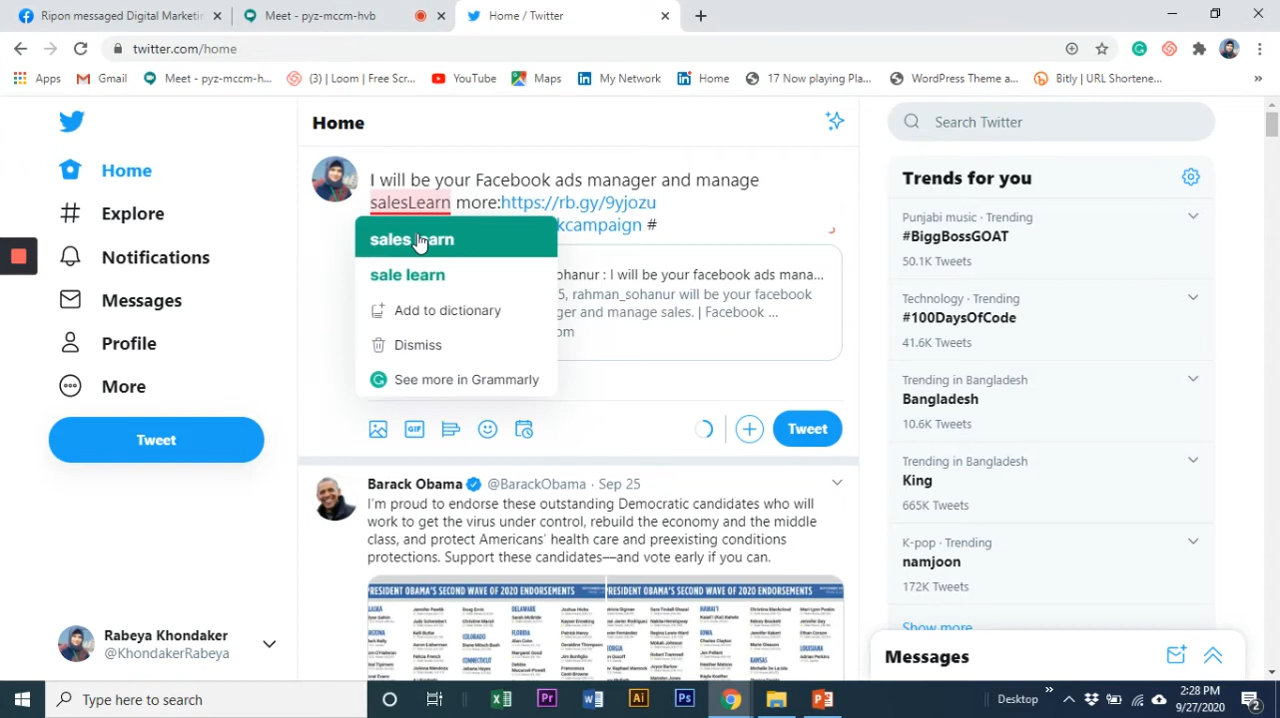 Ripon messaged Digital Marketin
Meet - pyz-mccm-hvb
Home / Twitter
twitter.com/home
Apps
Gmail
Meet - pyz-mccm-h...
(3) | Loom | Free Scr...
YouTube
Maps
My Network
Home
17 Now playing Pla...
WordPress Theme a...
Bitly | URL Shortene...
Home
Explore
Notifications
Messages
Profile
More
Tweet
Home
I will be your Facebook ads manager and manage
salesLearn more:https://rb.gy/9yjozu
kcampaign #
sales learn
sale learn
Add to dictionary
Dismiss
See more in Grammarly
ohanur : I will be your facebook ads mana...
5, rahman_sohanur will be your facebook
ger and manage sales. | Facebook ...
om
GIF
Tweet
Barack Obama @BarackObama · Sep 25
I'm proud to endorse these outstanding Democratic candidates who will
work to get the virus under control, rebuild the economy and the middle
class, and protect Americans' health care and preexisting conditions
protections. Support these candidates—and vote early if you can.
PRESIDENT OBAMA'S SECOND WAVE OF 2020 ENDORSEMENTS
PRESIDENT OBAMA'S SECOND WAVE OF 2020 ENDORSEMENTS
Search Twitter
Trends for you
Punjabi music · Trending
#BiggBossGOAT
50.1K Tweets
Technology · Trending
#100DaysOfCode
41.6K Tweets
Trending in Bangladesh
Bangladesh
10.6K Tweets
Trending in Bangladesh
King
665K Tweets
K-pop · Trending
namjoon
172K Tweets
Show more
Messages
Type here to search
Desktop
2:28 PM
9/27/2020
2